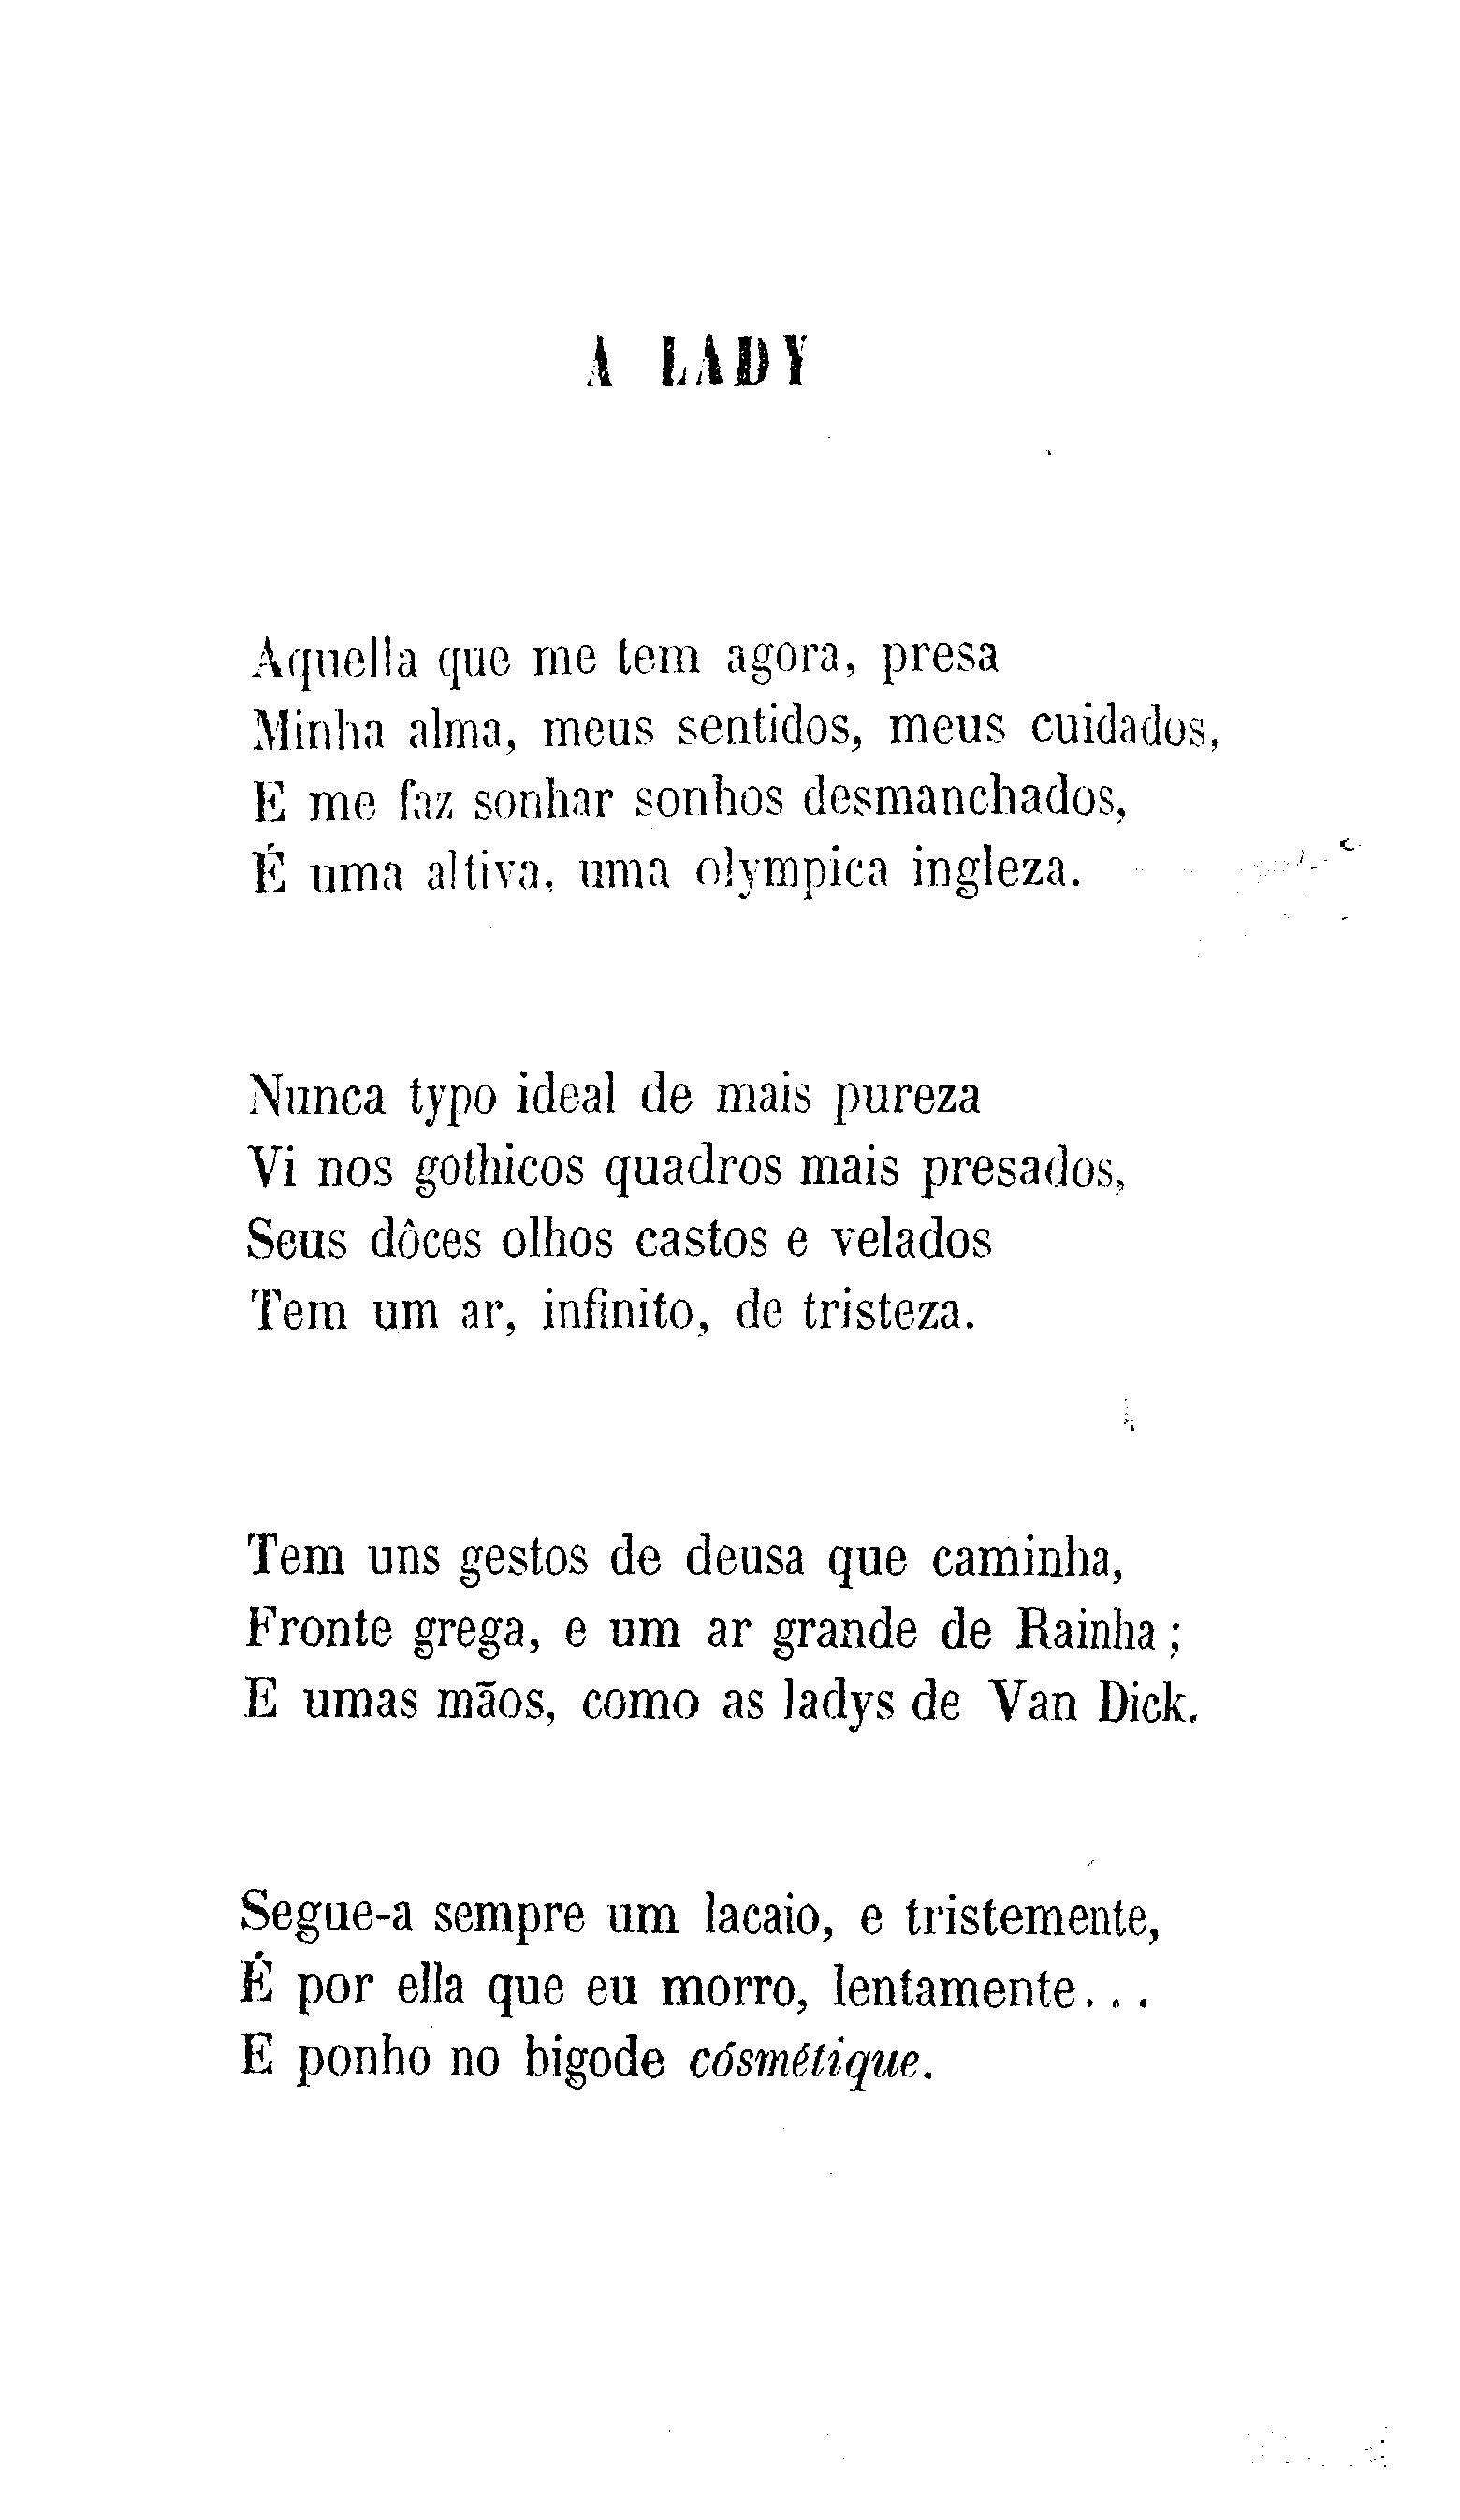 A LADY
Aquella que me tem agora, presa
Minha alma, meus sentidos, meus cuidados,
E me faz sonhar sonhos desmanchados,
É uma altiva, uma olympica ingleza.
Nunca typo ideal de mais pureza
Vi nos gothicos quadros mais presados,
Seus dôces olhos castos e velados
Tem um ar, infinito, de tristeza.
Tem uns gestos de deusa que caminha,
Fronte grega, e um ar grande de Rainha;
E umas mãos, como as ladys de Van Dick.
Segue-a sempre um lacaio, e tristemente,
É por ella que eu morro, lentamente...
E ponho no bigode cósmétique.